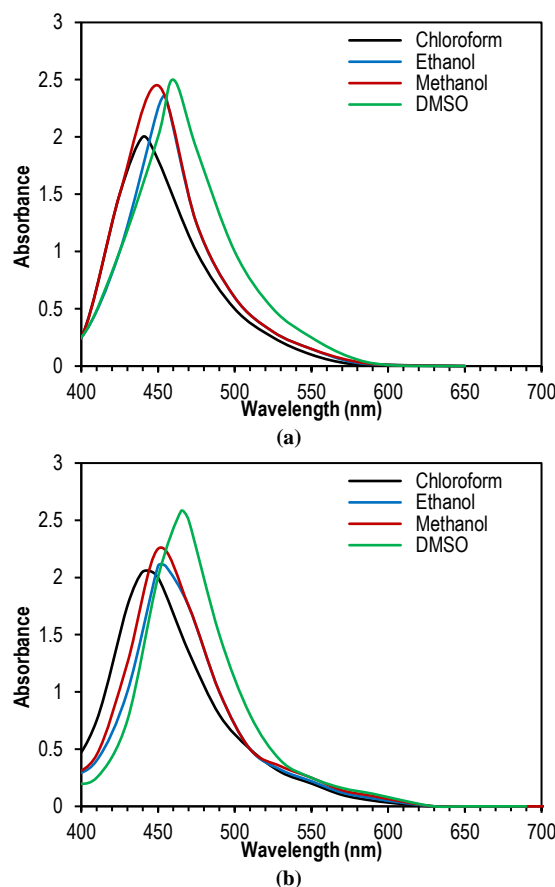 3
Chloroform
Ethanol
2.5
Methanol
DMSO
2
1.5
1
0.5
0
Absorbance
400 450 500 550 600 650 700
Wavelength (nm)
(a)
3
Chloroform
Ethanol
2.5
Methanol
DMSO
2
1.5
1
0.5
0
Absorbance
400 450 500 550 600 650 700
Wavelength (nm)
(b)